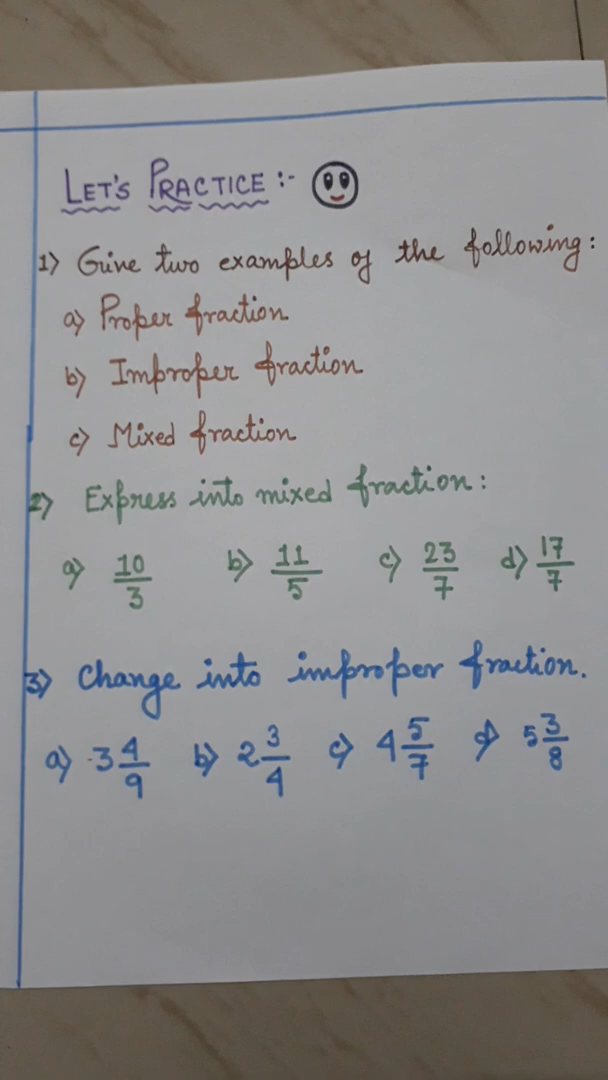 LET'S PRACTICE :-
1) Give two examples of the following:
a) Proper fraction
b) Improper fraction
c) Mixed fraction
2) Express into mixed fraction:
a) 10/3 b) 11/5 c) 23/7 d) 17/7
3) Change into improper fraction.
a) 3 4/9 b) 2 3/4 c) 4 5/7 d) 5 3/8